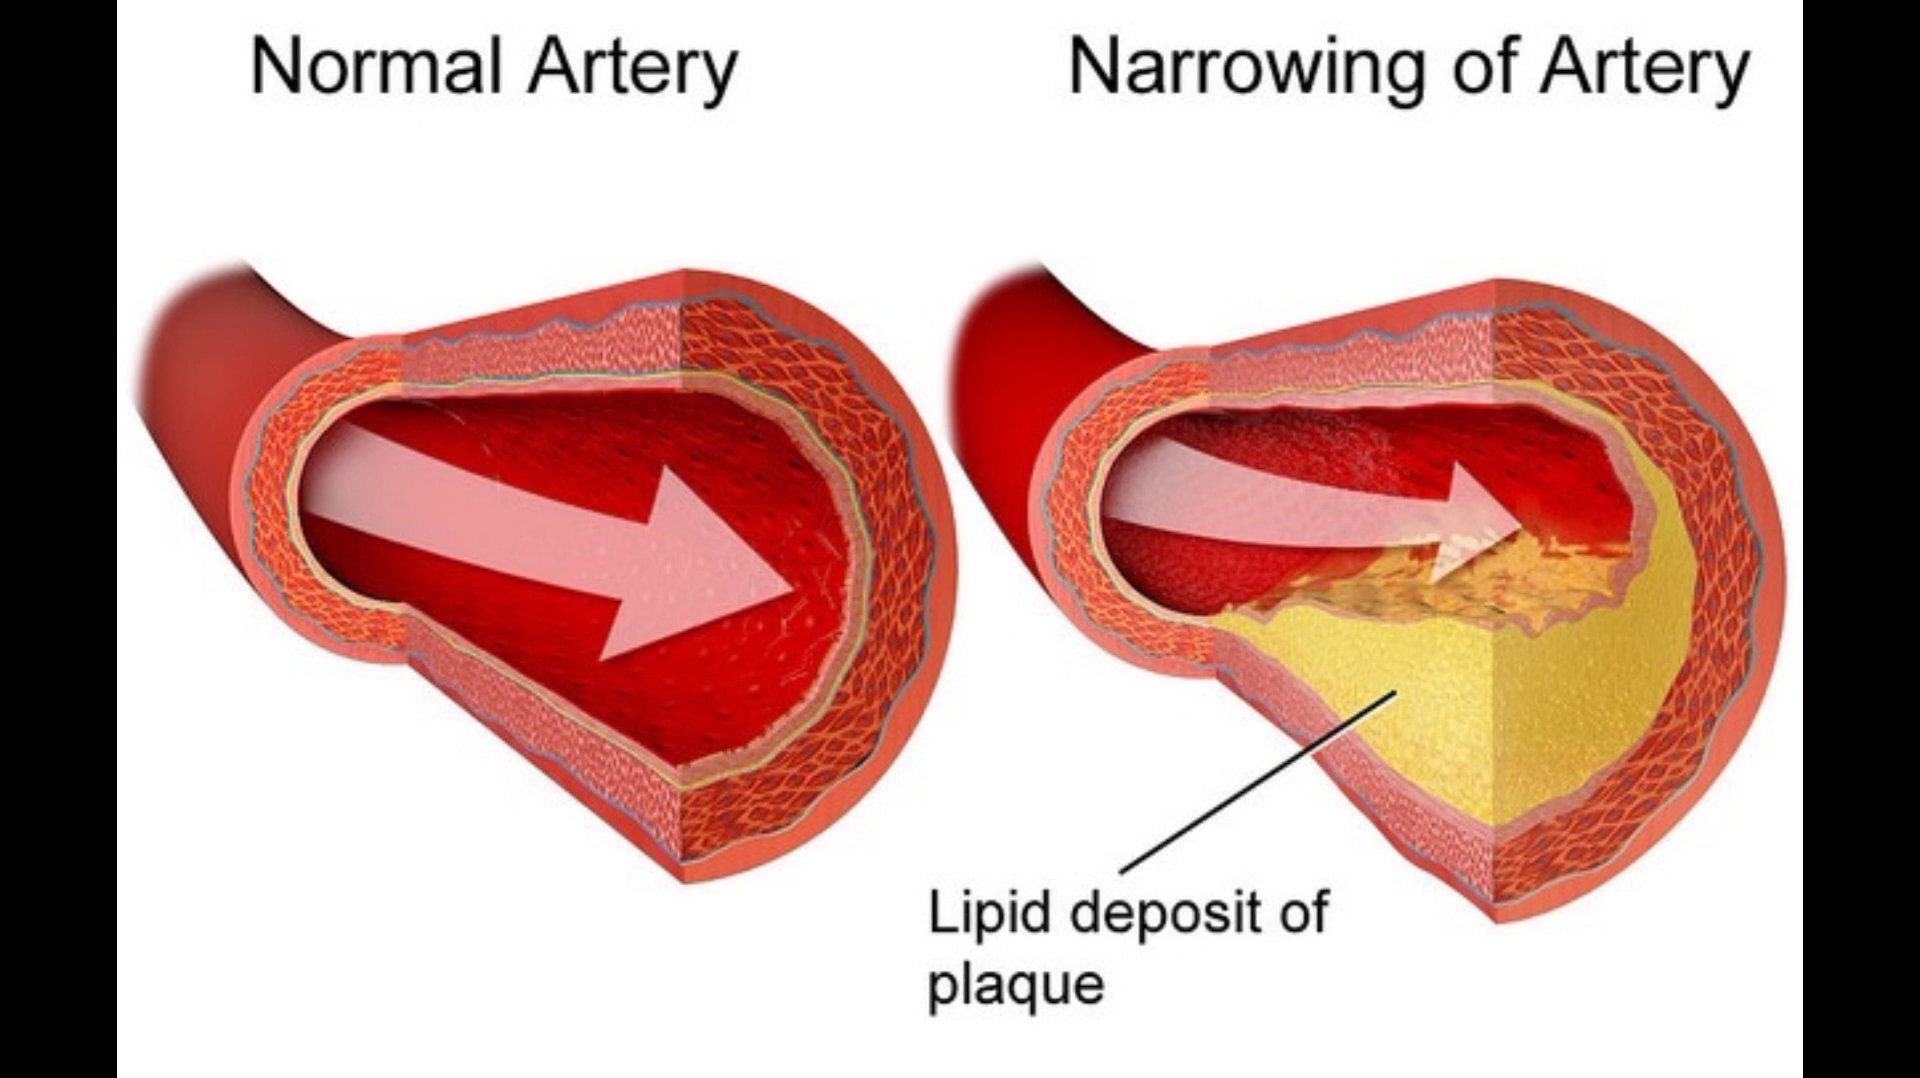 Normal Artery
Narrowing of Artery
Lipid deposit of
plaque